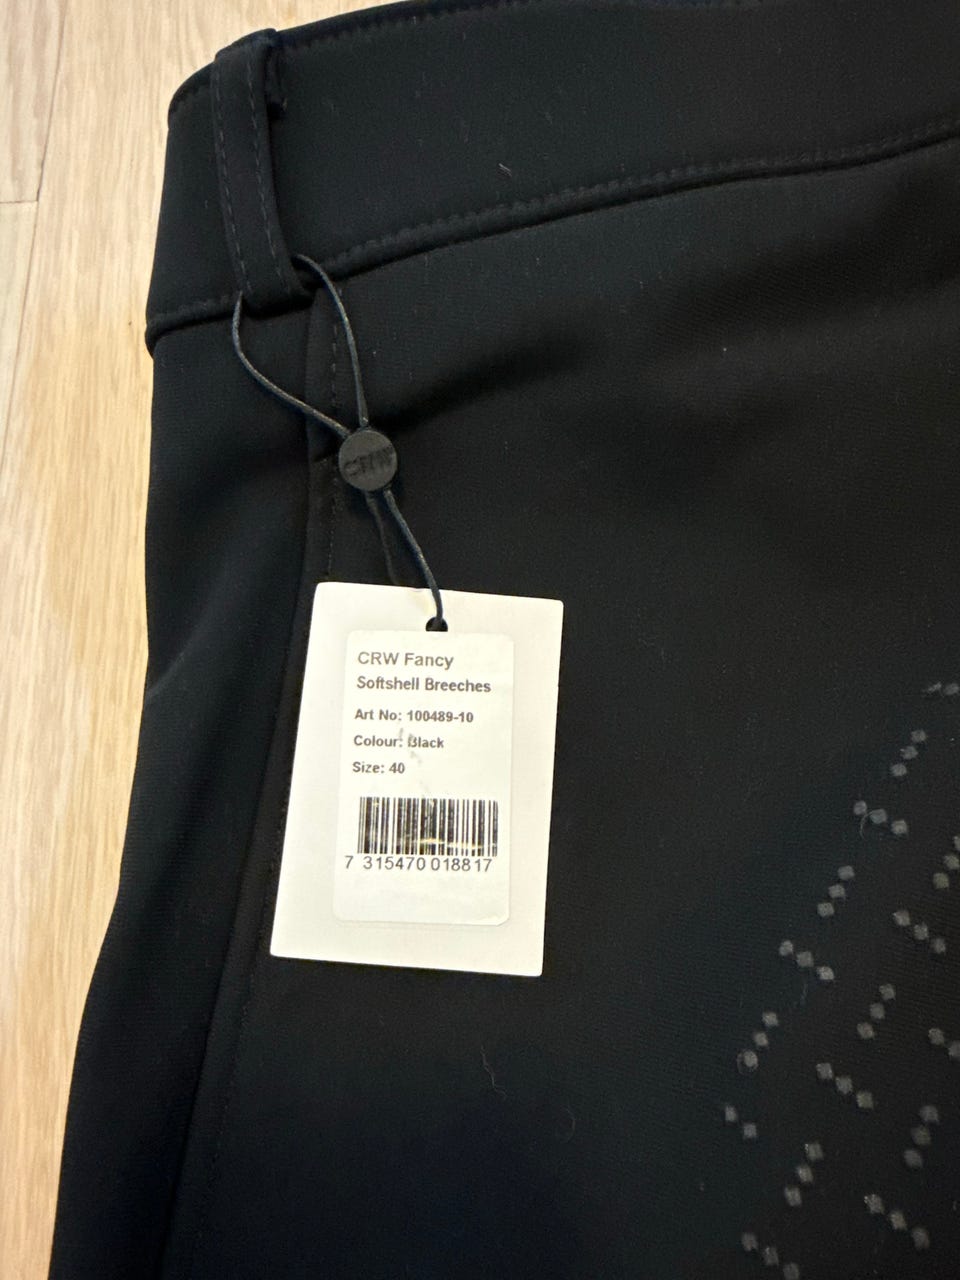 CRW
CRW Fancy
Softshell Breeches
Art No: 100489-10
Colour: Black
Size: 40
7 315470 018817